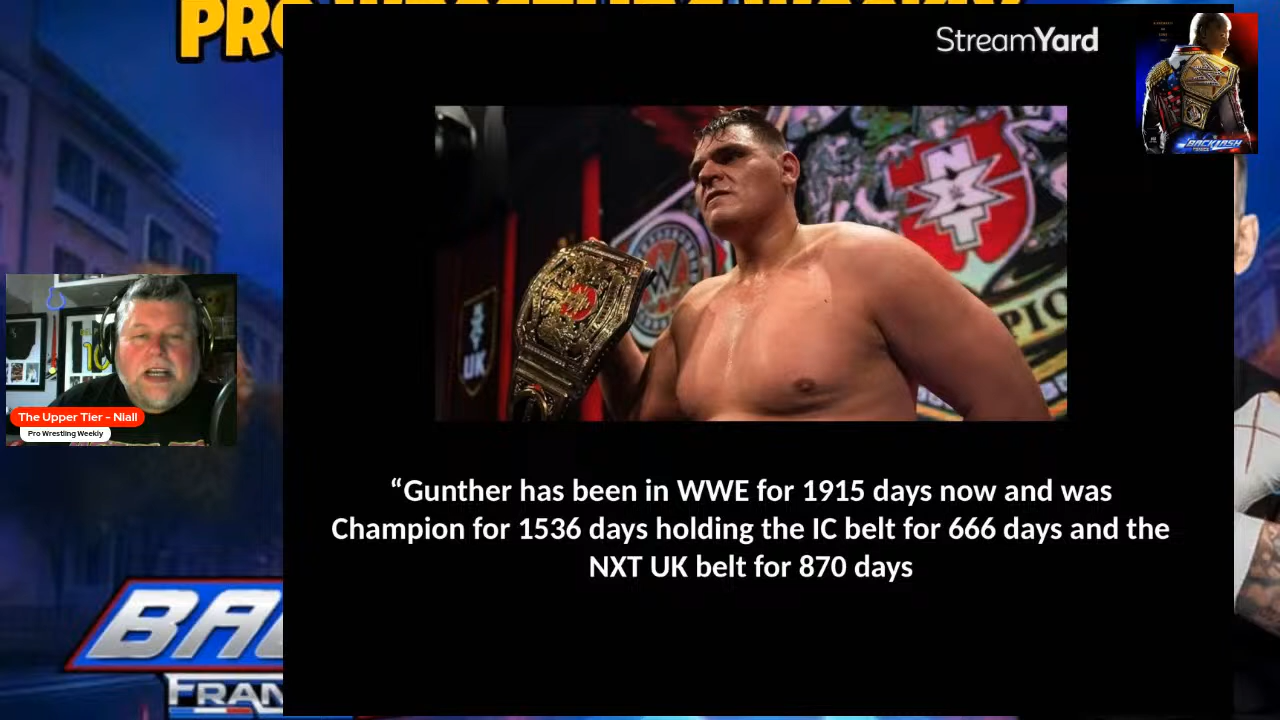 StreamYard
BACKLASH
NXT
W
UK
The Upper Tier - Niall
Pro Wrestling Weekly
“Gunther has been in WWE for 1915 days now and was
Champion for 1536 days holding the IC belt for 666 days and the
NXT UK belt for 870 days